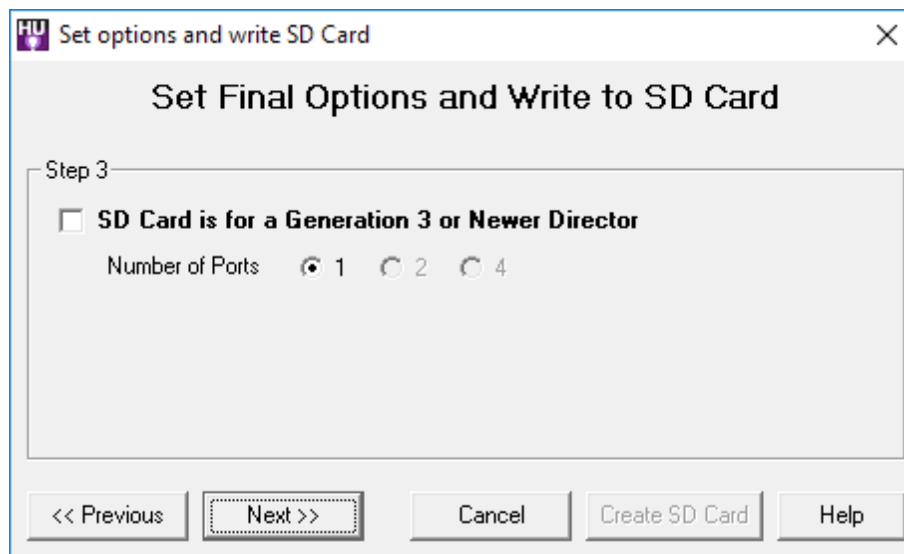 HU Set options and write SD Card
Set Final Options and Write to SD Card
Step 3
SD Card is for a Generation 3 or Newer Director
Number of Ports 1 2 4
<< Previous Next >> Cancel Create SD Card Help